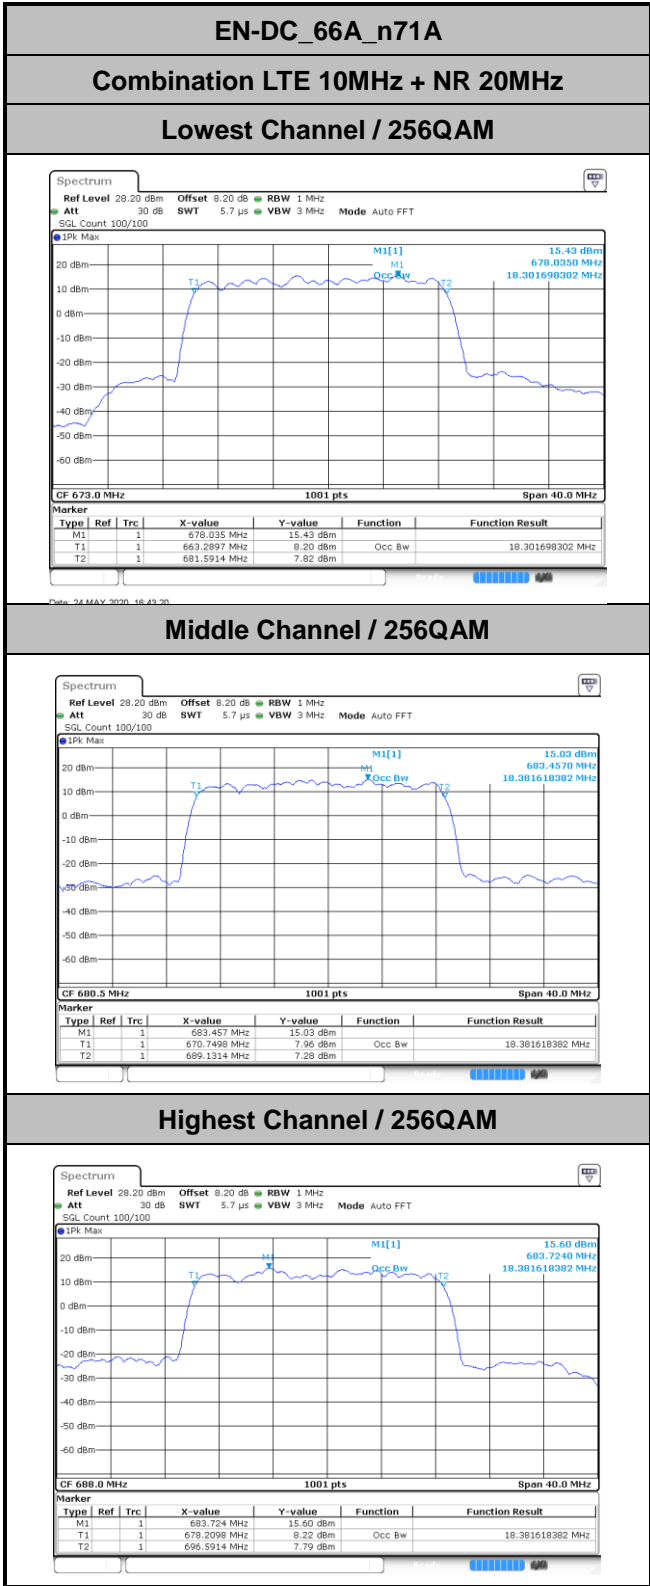 EN-DC_66A_n71A
Combination LTE 10MHz + NR 20MHz
Lowest Channel / 256QAM
Spectrum
Ref Level 28.20 dBm Offset 8.20 dB RBW 1 MHz
Att 30 dB SWT 5.7 µs VBW 3 MHz Mode Auto FFT
SGL Count 100/100
1Pk Max
M1[1] 15.43 dBm
678.0350 MHz
Occ Bw 18.301698302 MHz
M1
T1
T2
20 dBm
10 dBm
0 dBm
-10 dBm
-20 dBm
-30 dBm
-40 dBm
-50 dBm
-60 dBm
CF 673.0 MHz 1001 pts Span 40.0 MHz
Marker
Type Ref Trc X-value Y-value Function Function Result
M1 1 678.035 MHz 15.43 dBm
T1 1 663.2897 MHz 8.20 dBm Occ Bw 18.301698302 MHz
T2 1 681.5914 MHz 7.82 dBm
Date: 24.MAY.2020 16:43:20
Middle Channel / 256QAM
Spectrum
Ref Level 28.20 dBm Offset 8.20 dB RBW 1 MHz
Att 30 dB SWT 5.7 µs VBW 3 MHz Mode Auto FFT
SGL Count 100/100
1Pk Max
M1[1] 15.03 dBm
683.4570 MHz
Occ Bw 18.381618382 MHz
M1
T1
T2
20 dBm
10 dBm
0 dBm
-10 dBm
-20 dBm
-30 dBm
-40 dBm
-50 dBm
-60 dBm
CF 680.5 MHz 1001 pts Span 40.0 MHz
Marker
Type Ref Trc X-value Y-value Function Function Result
M1 1 683.457 MHz 15.03 dBm
T1 1 670.7498 MHz 7.96 dBm Occ Bw 18.381618382 MHz
T2 1 689.1314 MHz 7.28 dBm
Highest Channel / 256QAM
Spectrum
Ref Level 28.20 dBm Offset 8.20 dB RBW 1 MHz
Att 30 dB SWT 5.7 µs VBW 3 MHz Mode Auto FFT
SGL Count 100/100
1Pk Max
M1[1] 15.60 dBm
683.7240 MHz
Occ Bw 18.381618382 MHz
M1
T1
T2
20 dBm
10 dBm
0 dBm
-10 dBm
-20 dBm
-30 dBm
-40 dBm
-50 dBm
-60 dBm
CF 688.0 MHz 1001 pts Span 40.0 MHz
Marker
Type Ref Trc X-value Y-value Function Function Result
M1 1 683.724 MHz 15.60 dBm
T1 1 678.2098 MHz 8.22 dBm Occ Bw 18.381618382 MHz
T2 1 696.5914 MHz 7.79 dBm